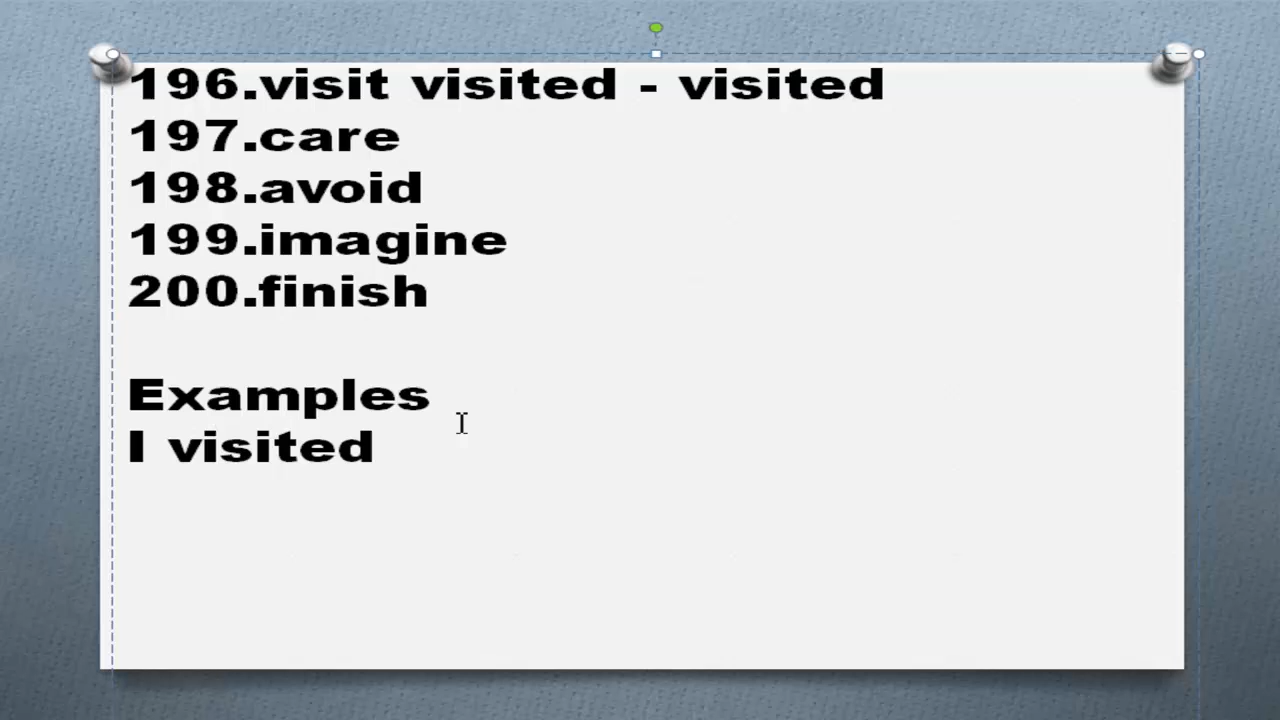 196.visit visited - visited
197.care
198.avoid
199.imagine
200.finish
Examples
I visited